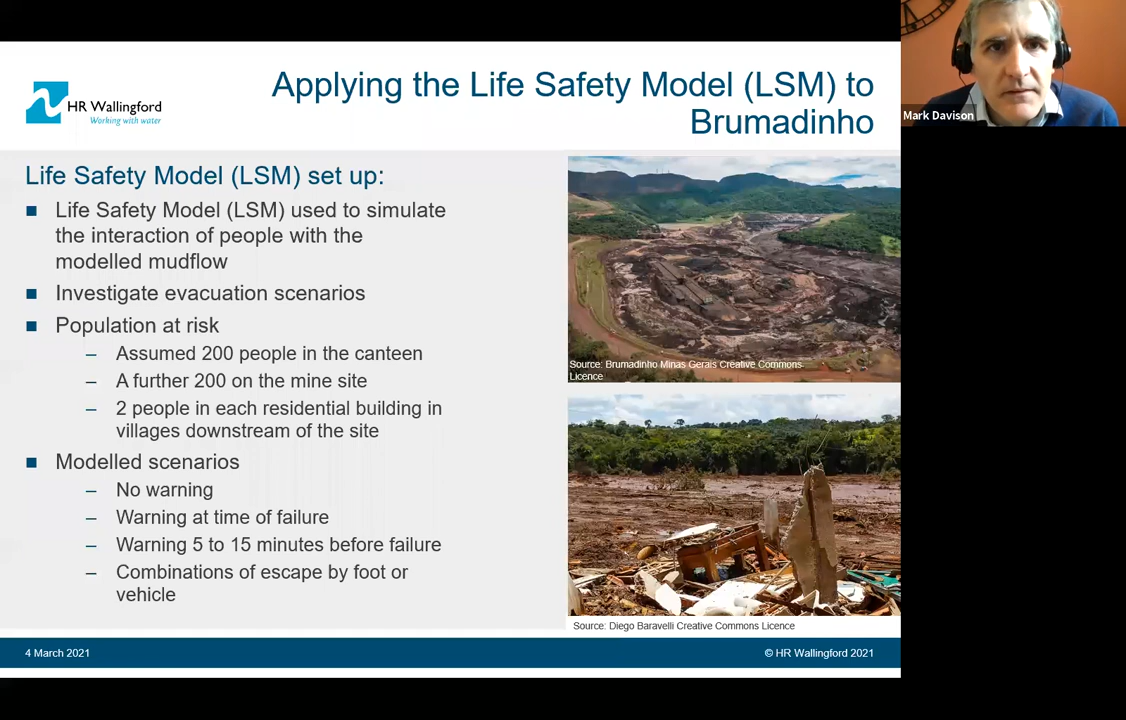 HR Wallingford
Working with water
Applying the Life Safety Model (LSM) to
Brumadinho
Mark Davison
Life Safety Model (LSM) set up:
Life Safety Model (LSM) used to simulate
the interaction of people with the
modelled mudflow
Investigate evacuation scenarios
Population at risk
– Assumed 200 people in the canteen
– A further 200 on the mine site
– 2 people in each residential building in
villages downstream of the site
Modelled scenarios
– No warning
– Warning at time of failure
– Warning 5 to 15 minutes before failure
– Combinations of escape by foot or
vehicle
Source: Brumadinho Minas Gerais Creative Commons
Licence
Source: Diego Baravelli Creative Commons Licence
4 March 2021
© HR Wallingford 2021